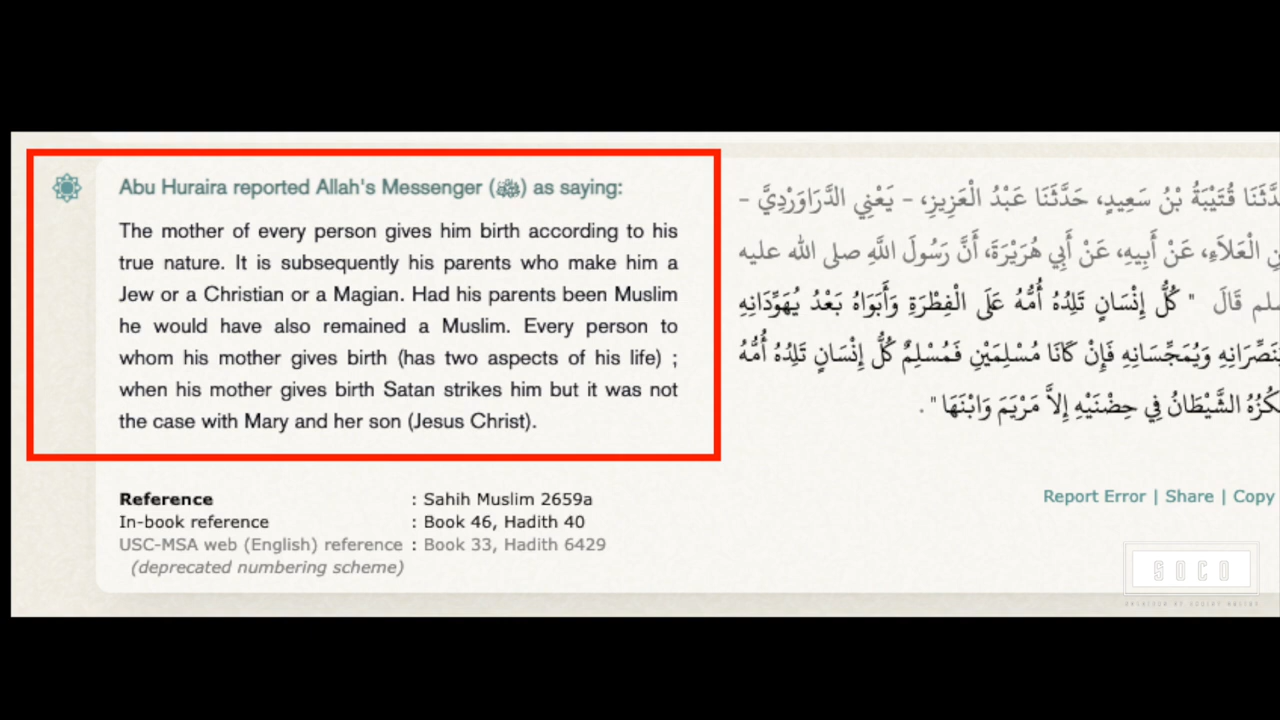 Abu Huraira reported Allah's Messenger (ﷺ) as saying:
The mother of every person gives him birth according to his
true nature. It is subsequently his parents who make him a
Jew or a Christian or a Magian. Had his parents been Muslim
he would have also remained a Muslim. Every person to
whom his mother gives birth (has two aspects of his life) ;
when his mother gives birth Satan strikes him but it was not
the case with Mary and her son (Jesus Christ).
قُتَيْبَةُ بْنُ سَعِيدٍ، حَدَّثَنَا عَبْدُ الْعَزِيزِ، - يَعْنِي الدَّرَاوَرْدِيَّ -
الْعَلاَءِ، عَنْ أَبِيهِ، عَنْ أَبِي هُرَيْرَةَ، أَنَّ رَسُولَ اللَّهِ صلى الله عليه
قَالَ " كُلُّ إِنْسَانٍ تَلِدُهُ أُمُّهُ عَلَى الْفِطْرَةِ وَأَبَوَاهُ بَعْدُ يُهَوِّدَانِهِ
وَيُمَجِّسَانِهِ فَإِنْ كَانَا مُسْلِمَيْنِ فَمُسْلِمٌ كُلُّ إِنْسَانٍ تَلِدُهُ أُمُّهُ
الشَّيْطَانُ فِي حِضْنَيْهِ إِلاَّ مَرْيَمَ وَابْنَهَا " .
Reference : Sahih Muslim 2659a
In-book reference : Book 46, Hadith 40
USC-MSA web (English) reference : Book 33, Hadith 6429
(deprecated numbering scheme)
Report Error | Share | Copy
SOCO